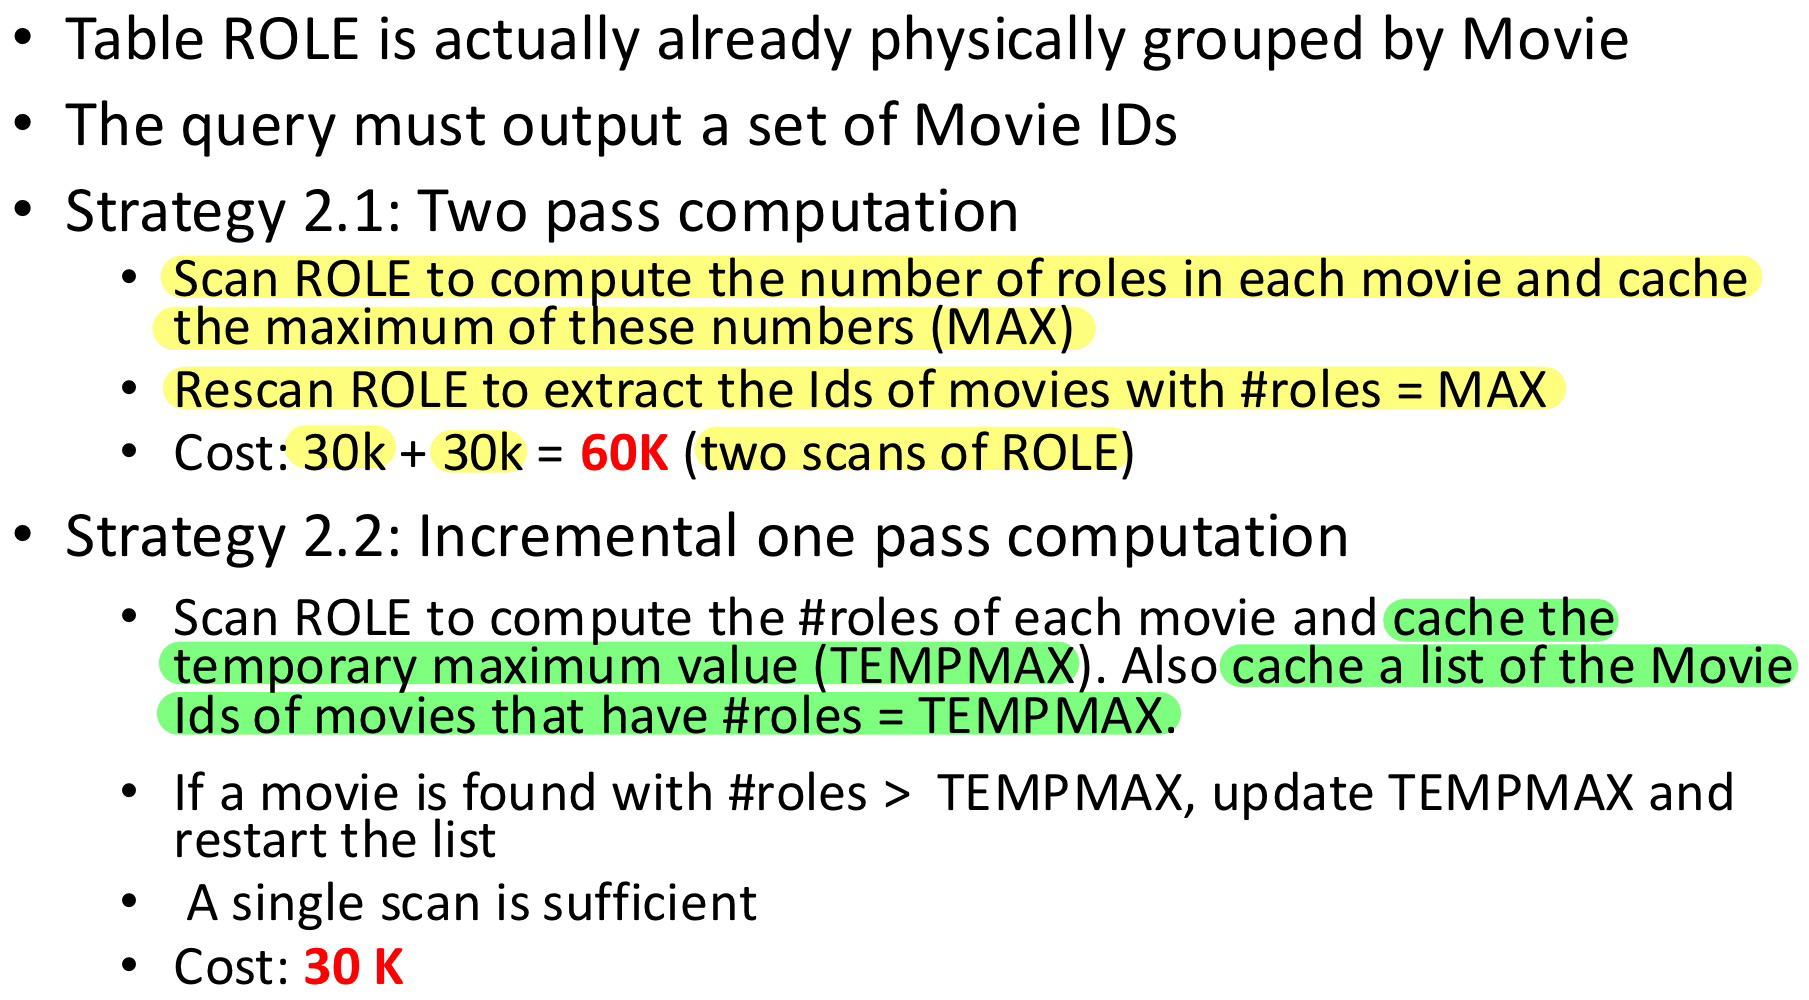 • Table ROLE is actually already physically grouped by Movie
• The query must output a set of Movie IDs
• Strategy 2.1: Two pass computation
• Scan ROLE to compute the number of roles in each movie and cache
the maximum of these numbers (MAX)
• Rescan ROLE to extract the Ids of movies with #roles = MAX
• Cost: 30k + 30k = 60K (two scans of ROLE)
• Strategy 2.2: Incremental one pass computation
• Scan ROLE to compute the #roles of each movie and cache the
temporary maximum value (TEMPMAX). Also cache a list of the Movie
Ids of movies that have #roles = TEMPMAX.
• If a movie is found with #roles > TEMPMAX, update TEMPMAX and
restart the list
• A single scan is sufficient
• Cost: 30 K